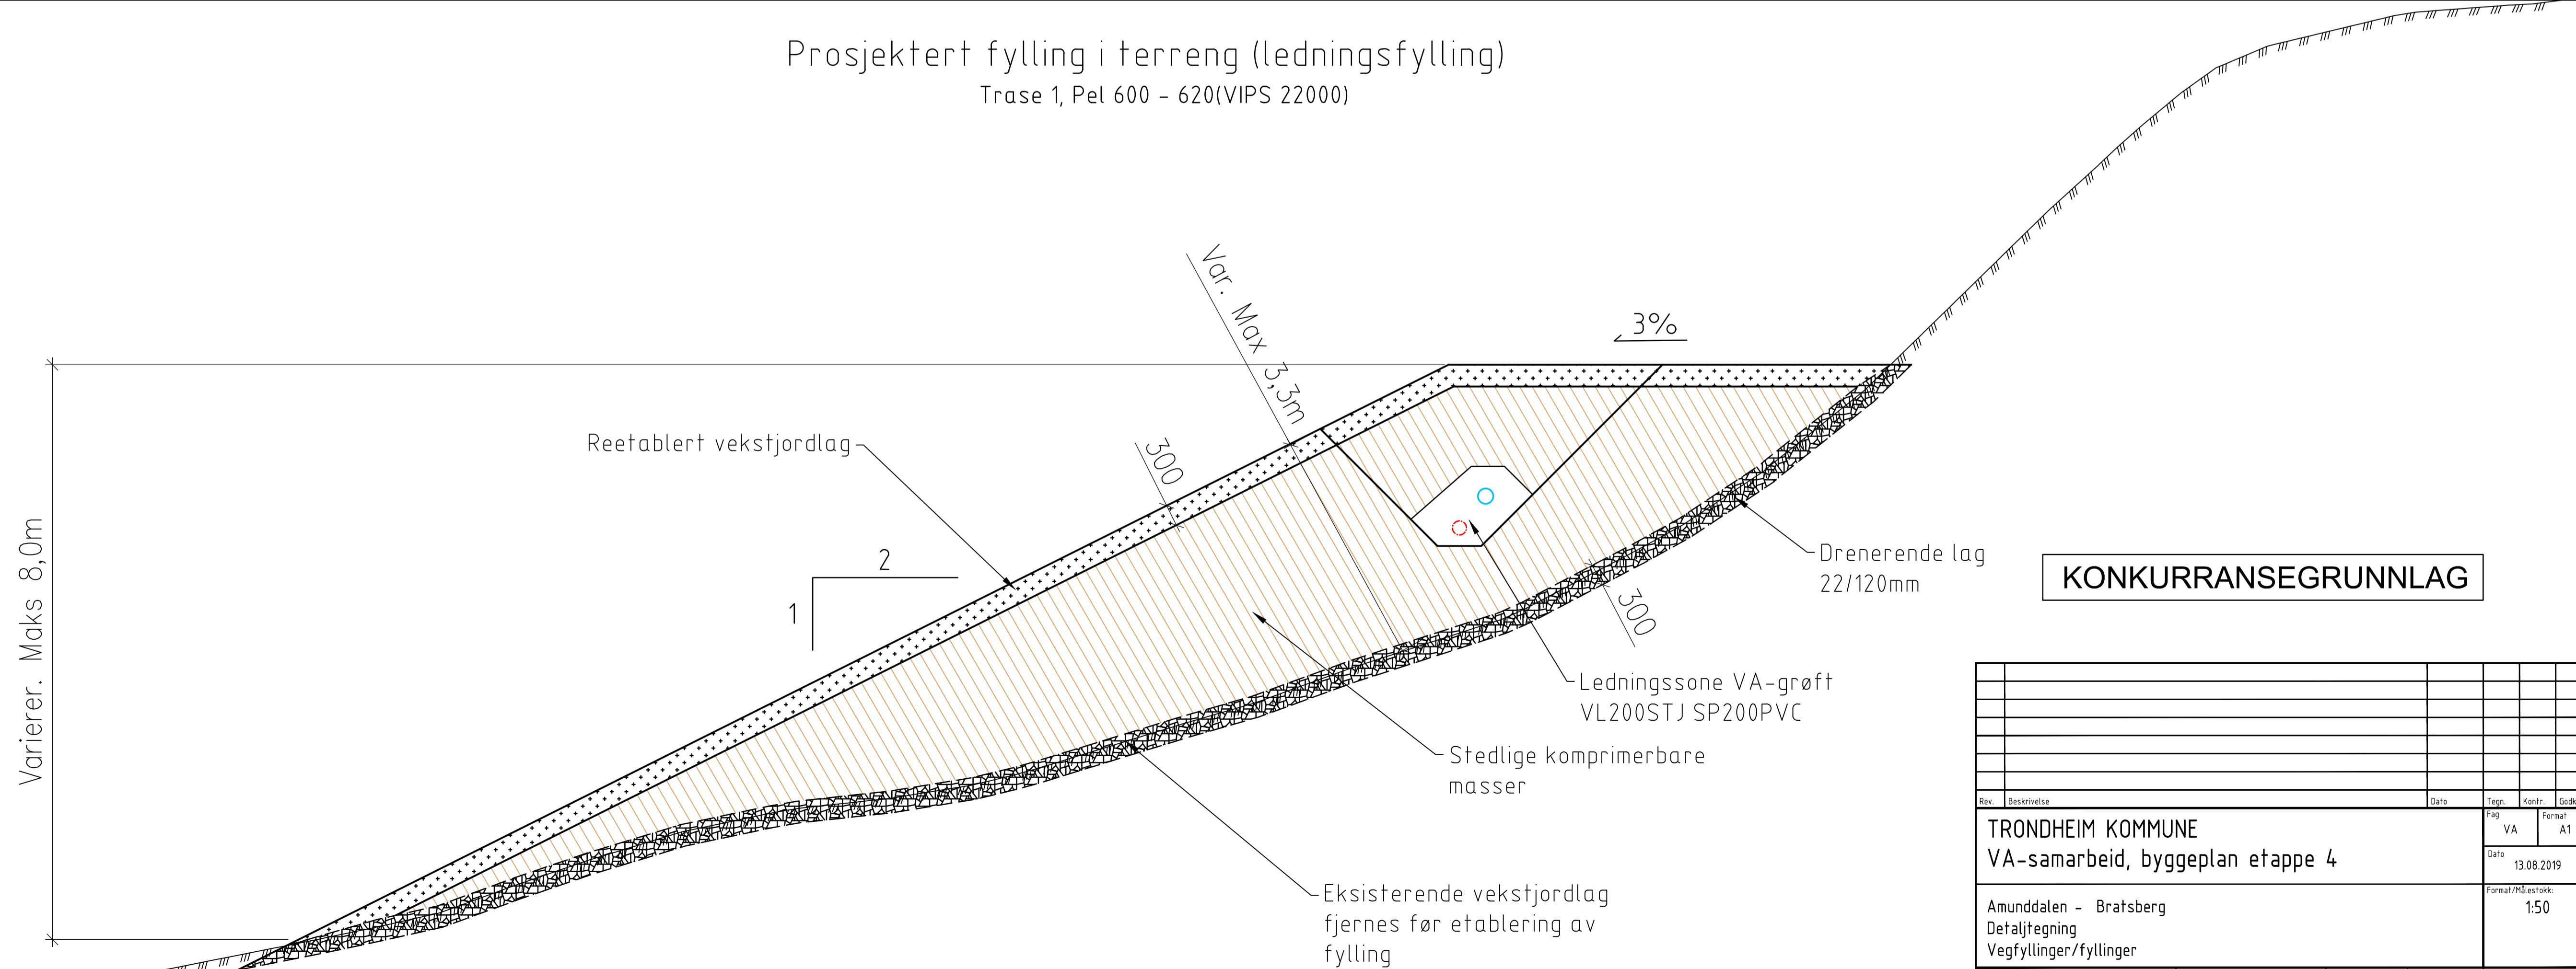 Prosjektert fylling i terreng (ledningsfylling)
Trase 1, Pel 600 - 620(VIPS 22000)
Var. Max 3,3m
3%
Reetablert vekstjordlag
300
2
1
Varierer. Maks 8,0m
Drenerende lag
22/120mm
300
KONKURRANSEGRUNNLAG
Ledningssone VA-grøft
VL200STJ SP200PVC
Stedlige komprimerbare
masser
Eksisterende vekstjordlag
fjernes før etablering av
fylling
Rev. Beskrivelse Dato Tegn. Kontr. Godk
TRONDHEIM KOMMUNE
VA-samarbeid, byggeplan etappe 4
Fag
VA
Format
A1
Dato
13.08.2019
Amunddalen - Bratsberg
Detaljtegning
Vegfyllinger/fyllinger
Format/Målestokk:
1:50